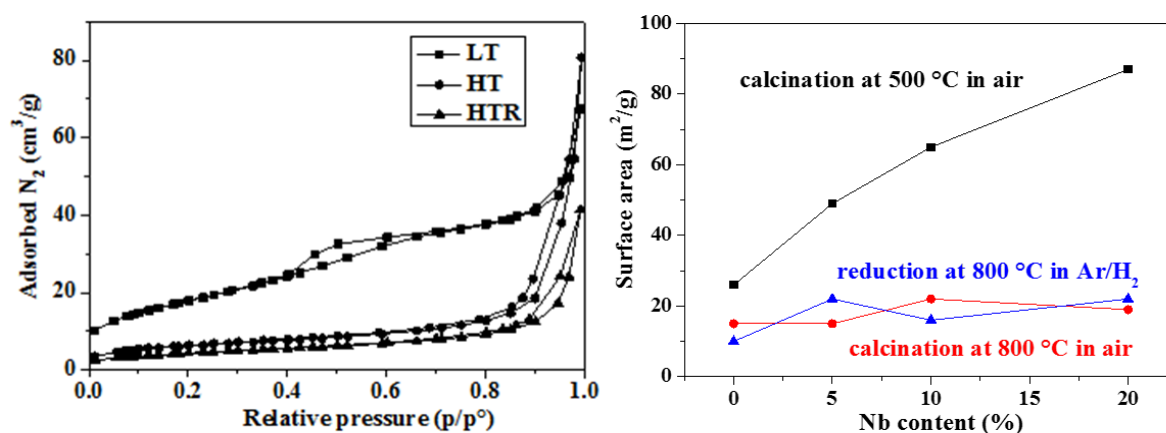 Adsorbed N₂ (cm³/g)
80
60
40
20
0
LT
HT
HTR
0.0 0.2 0.4 0.6 0.8 1.0
Relative pressure (p/p°)
Surface area (m²/g)
100
80
60
40
20
0
calcination at 500 °C in air
reduction at 800 °C in Ar/H₂
calcination at 800 °C in air
0 5 10 15 20
Nb content (%)